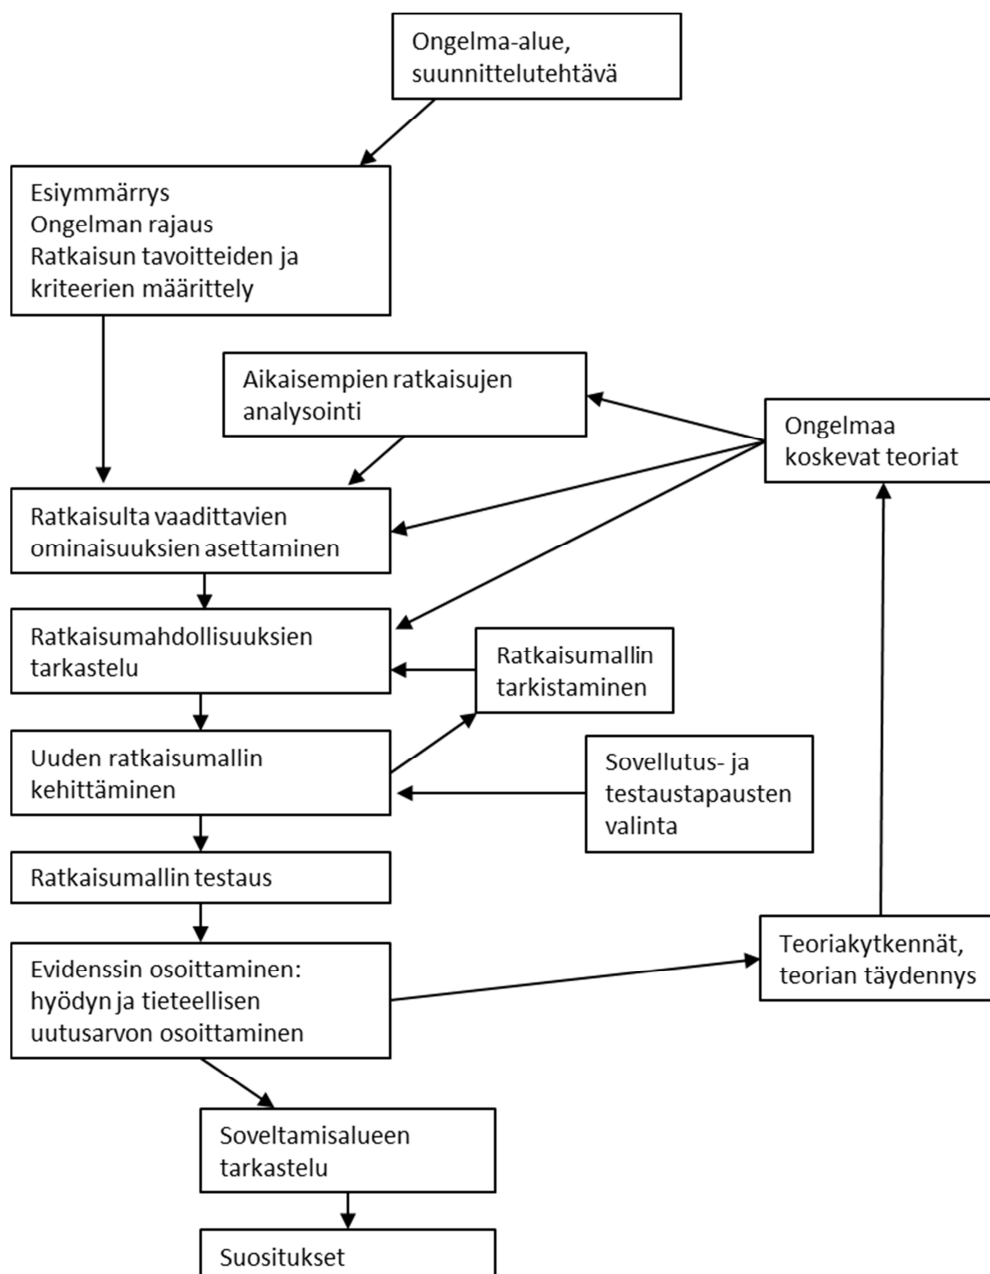 Ongelma-alue,
suunnittelutehtävä
Esiymmärrys
Ongelman rajaus
Ratkaisun tavoitteiden ja
kriteerien määrittely
Aikaisempien ratkaisujen
analysointi
Ongelmaa
koskevat teoriat
Ratkaisulta vaadittavien
ominaisuuksien asettaminen
Ratkaisumahdollisuuksien
tarkastelu
Ratkaisumallin
tarkistaminen
Uuden ratkaisumallin
kehittäminen
Sovellutus- ja
testaustapausten
valinta
Ratkaisumallin testaus
Evidenssin osoittaminen:
hyödyn ja tieteellisen
uutusarvon osoittaminen
Teoriakytkennät,
teorian täydennys
Soveltamisalueen
tarkastelu
Suositukset